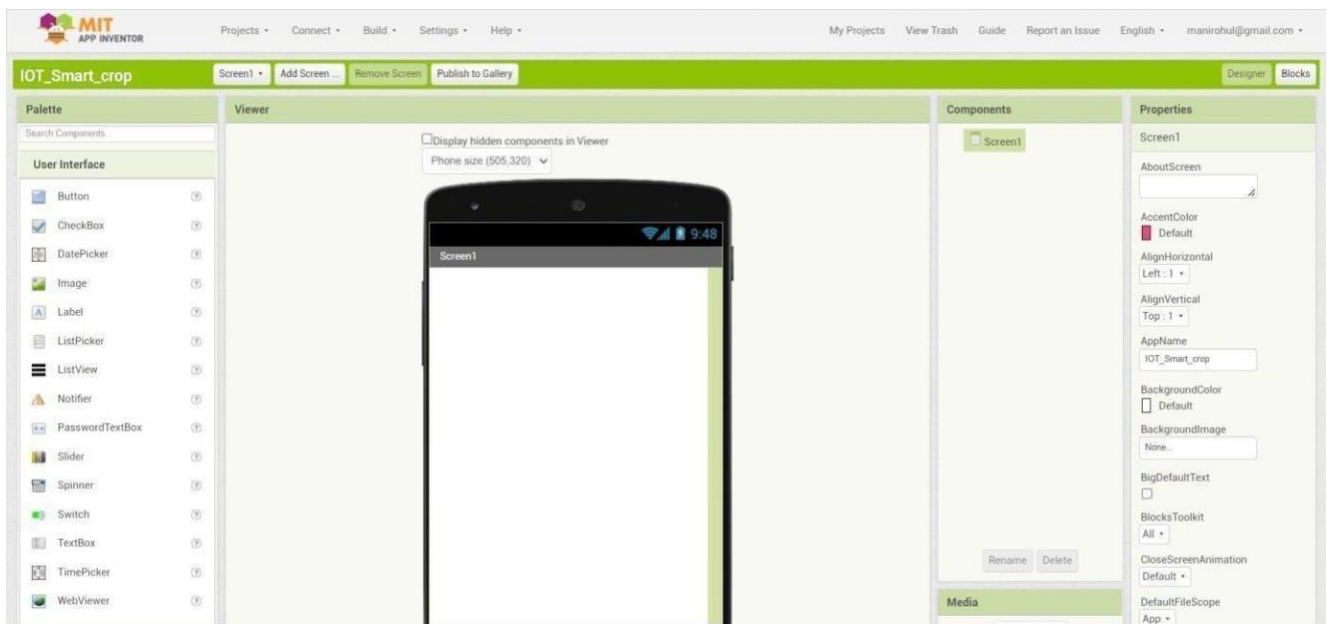 MIT
APP INVENTOR
Projects Connect Build Settings Help My Projects View Trash Guide Report an Issue English manirohul@gmail.com
IOT_Smart_crop Screen1 Add Screen ... Remove Screen Publish to Gallery Designer Blocks
Palette
Search Components...
User Interface
Button
CheckBox
DatePicker
Image
Label
ListPicker
ListView
Notifier
PasswordTextBox
Slider
Spinner
Switch
TextBox
TimePicker
WebViewer
Viewer
Display hidden components in Viewer
Phone size (505,320)
9:48
Screen1
Components
Screen1
Rename Delete
Media
Properties
Screen1
AboutScreen
AccentColor
Default
AlignHorizontal
Left : 1
AlignVertical
Top : 1
AppName
IOT_Smart_crop
BackgroundColor
Default
BackgroundImage
None...
BigDefaultText
BlocksToolkit
All
CloseScreenAnimation
Default
DefaultFileScope
App